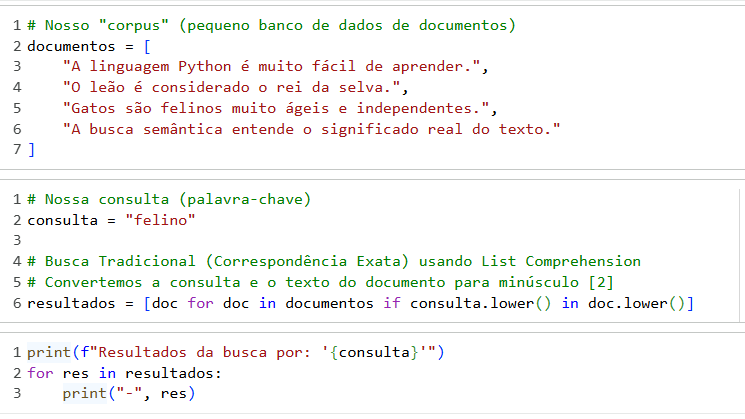 1 # Nosso "corpus" (pequeno banco de dados de documentos)
2 documentos = [
3     "A linguagem Python é muito fácil de aprender.",
4     "O leão é considerado o rei da selva.",
5     "Gatos são felinos muito ágeis e independentes.",
6     "A busca semântica entende o significado real do texto."
7 ]
1 # Nossa consulta (palavra-chave)
2 consulta = "felino"
3
4 # Busca Tradicional (Correspondência Exata) usando List Comprehension
5 # Convertemos a consulta e o texto do documento para minúsculo [2]
6 resultados = [doc for doc in documentos if consulta.lower() in doc.lower()]
1 print(f"Resultados da busca por: '{consulta}'")
2 for res in resultados:
3     print("-", res)